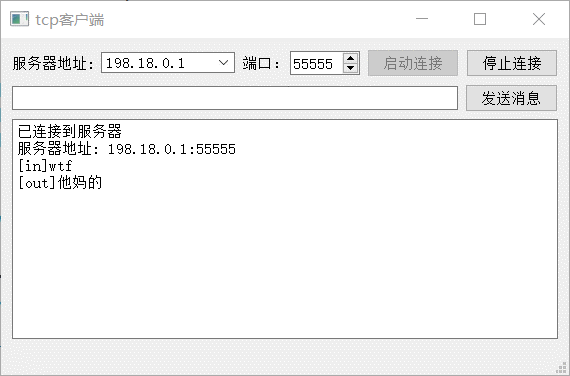 tcp客户端
服务器地址: 198.18.0.1 端口: 55555 启动连接 停止连接
发送消息
已连接到服务器
服务器地址: 198.18.0.1:55555
[in]wtf
[out]他妈的